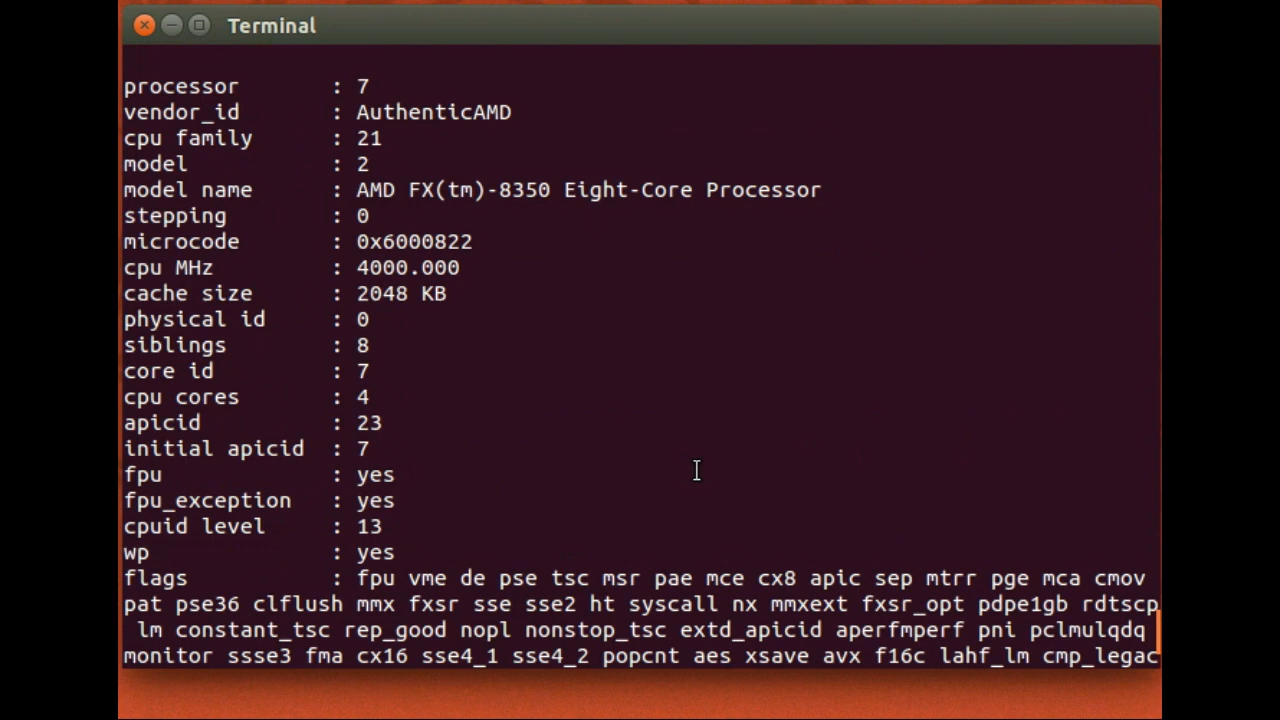 Terminal
processor : 7
vendor_id : AuthenticAMD
cpu family : 21
model : 2
model name : AMD FX(tm)-8350 Eight-Core Processor
stepping : 0
microcode : 0x6000822
cpu MHz : 4000.000
cache size : 2048 KB
physical id : 0
siblings : 8
core id : 7
cpu cores : 4
apicid : 23
initial apicid : 7
fpu : yes
fpu_exception : yes
cpuid level : 13
wp : yes
flags : fpu vme de pse tsc msr pae mce cx8 apic sep mtrr pge mca cmov
pat pse36 clflush mmx fxsr sse sse2 ht syscall nx mmxext fxsr_opt pdpe1gb rdtscp
lm constant_tsc rep_good nopl nonstop_tsc extd_apicid aperfmperf pni pclmulqdq
monitor ssse3 fma cx16 sse4_1 sse4_2 popcnt aes xsave avx f16c lahf_lm cmp_legac